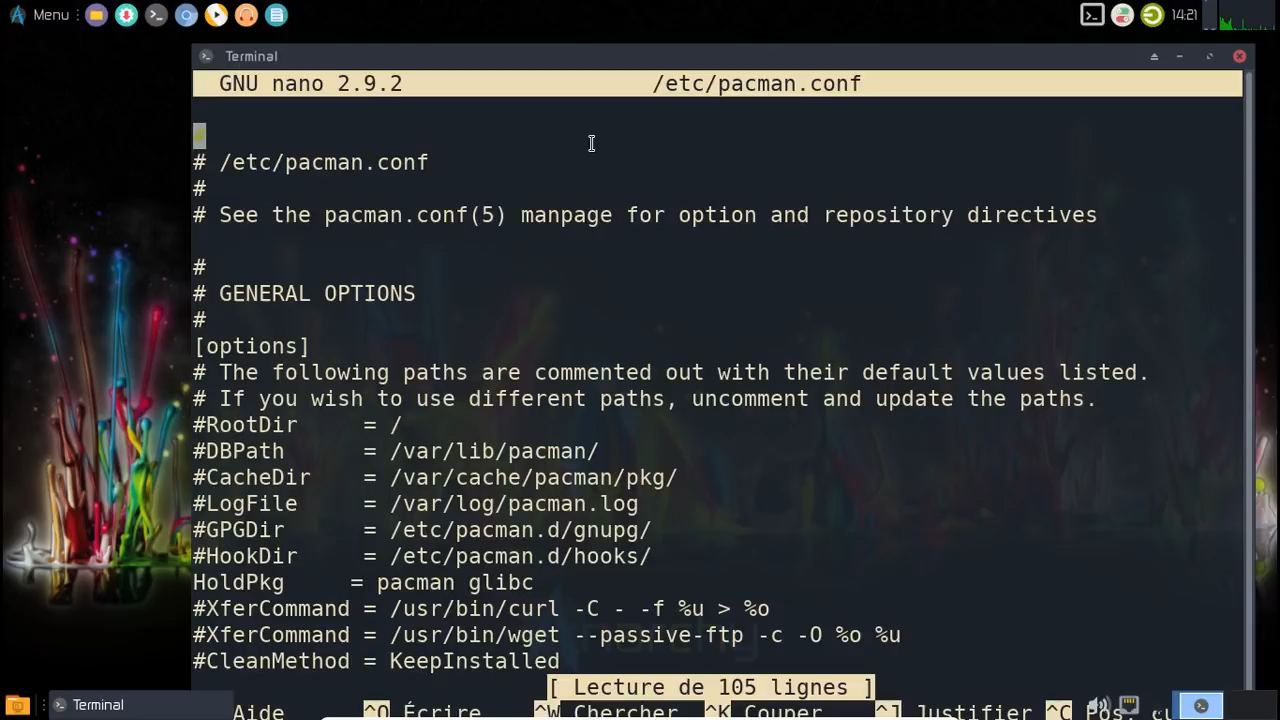 Menu
14:21
Terminal
GNU nano 2.9.2 /etc/pacman.conf
#
# /etc/pacman.conf
#
# See the pacman.conf(5) manpage for option and repository directives
#
# GENERAL OPTIONS
#
[options]
# The following paths are commented out with their default values listed.
# If you wish to use different paths, uncomment and update the paths.
#RootDir     = /
#DBPath      = /var/lib/pacman/
#CacheDir    = /var/cache/pacman/pkg/
#LogFile     = /var/log/pacman.log
#GPGDir      = /etc/pacman.d/gnupg/
#HookDir     = /etc/pacman.d/hooks/
HoldPkg     = pacman glibc
#XferCommand = /usr/bin/curl -C - -f %u > %o
#XferCommand = /usr/bin/wget --passive-ftp -c -O %o %u
#CleanMethod = KeepInstalled
[ Lecture de 105 lignes ]
Aide ^O Écrire ^W Chercher ^K Couper ^J Justifier ^C Pos
Terminal